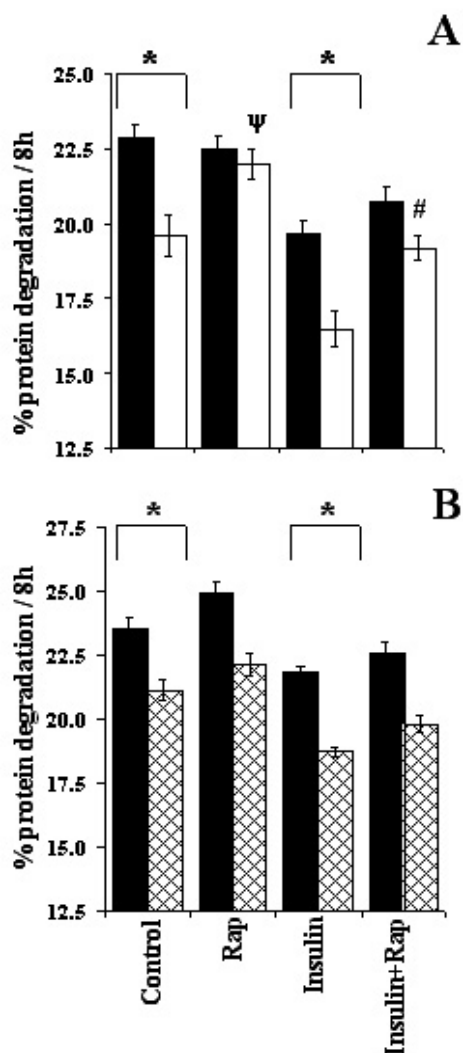 A
* *
25.0
22.5
20.0
17.5
15.0
12.5
ψ
#
% protein degradation / 8h
B
* *
27.5
25.0
22.5
20.0
17.5
15.0
12.5
% protein degradation / 8h
Control
Rap
Insulin
Insulin+Rap